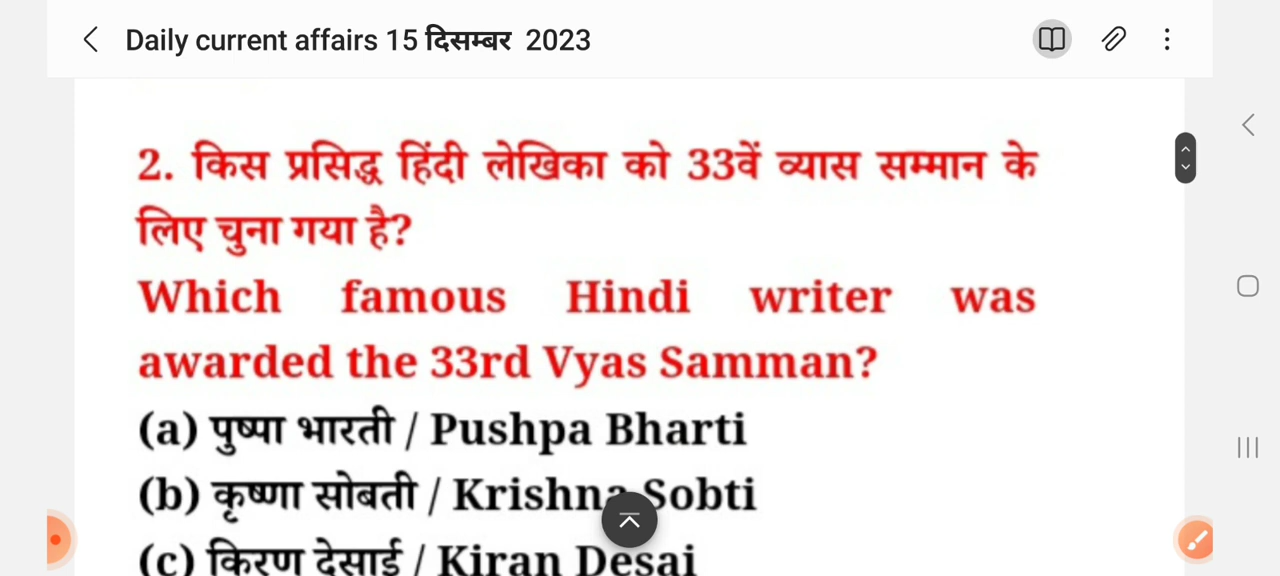 Daily current affairs 15 दिसम्बर 2023
2. किस प्रसिद्ध हिंदी लेखिका को 33वें व्यास सम्मान के
लिए चुना गया है?
Which famous Hindi writer was
awarded the 33rd Vyas Samman?
(a) पुष्पा भारती / Pushpa Bharti
(b) कृष्णा सोबती / Krishna Sobti
(c) किरण देसाई / Kiran Desai